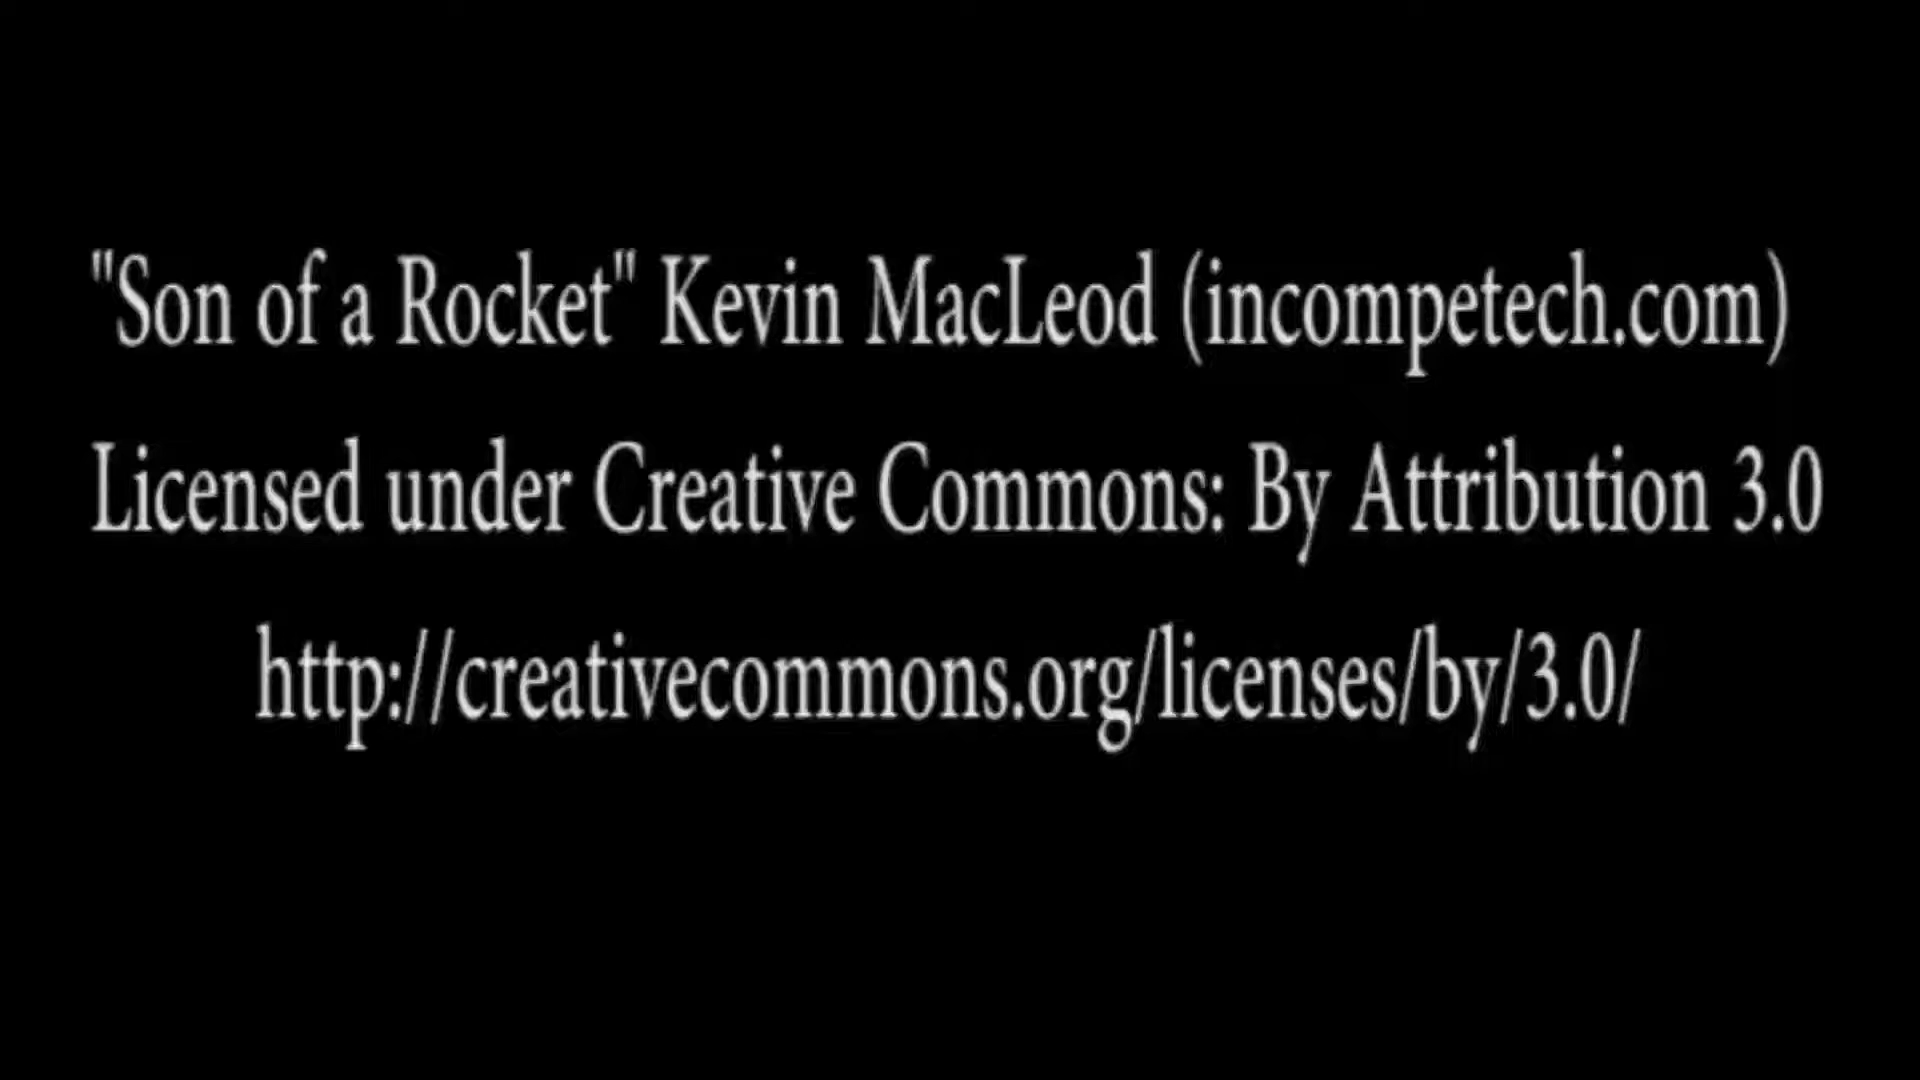 "Son of a Rocket" Kevin MacLeod (incompetech.com)
Licensed under Creative Commons: By Attribution 3.0
http://creativecommons.org/licenses/by/3.0/